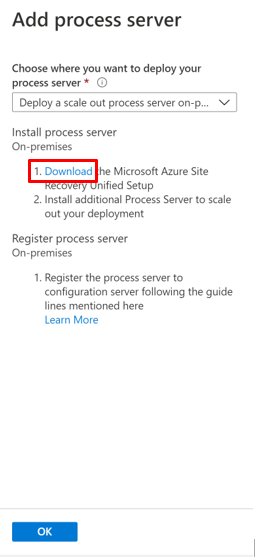 Add process server
Choose where you want to deploy your
process server *
Deploy a scale out process server on-p...
Install process server
On-premises
1. Download the Microsoft Azure Site
Recovery Unified Setup
2. Install additional Process Server to scale
out your deployment
Register process server
On-premises
1. Register the process server to
configuration server following the guide
lines mentioned here
Learn More
OK